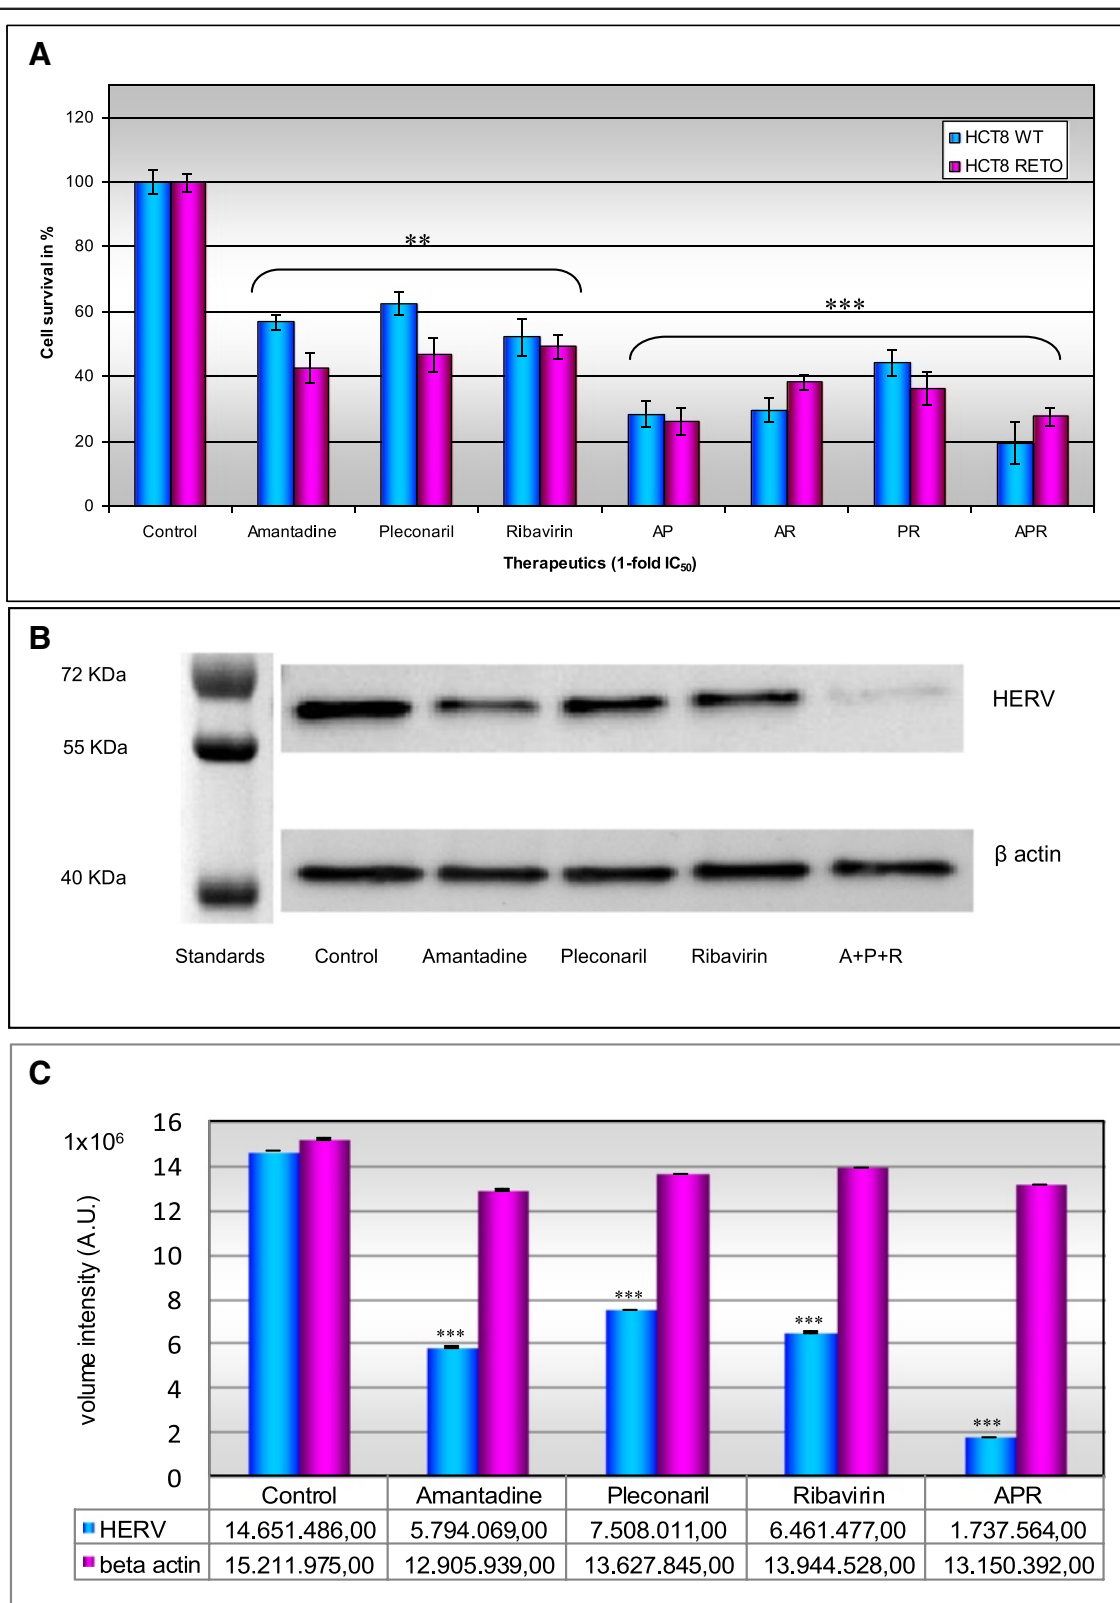 A
120
100
80
60
40
20
0
Cell survival in %
HCT8 WT
HCT8 RETO
**
***
Control Amantadine Pleconaril Ribavirin AP AR PR APR
Therapeutics (1-fold IC50)
B
72 KDa
55 KDa
40 KDa
HERV
β actin
Standards Control Amantadine Pleconaril Ribavirin A+P+R
C
1x10⁶
volume intensity (A.U.)
16
14
12
10
8
6
4
2
0
***
***
***
***
Control Amantadine Pleconaril Ribavirin APR
HERV 14.651.486,00 5.794.069,00 7.508.011,00 6.461.477,00 1.737.564,00
beta actin 15.211.975,00 12.905.939,00 13.627.845,00 13.944.528,00 13.150.392,00